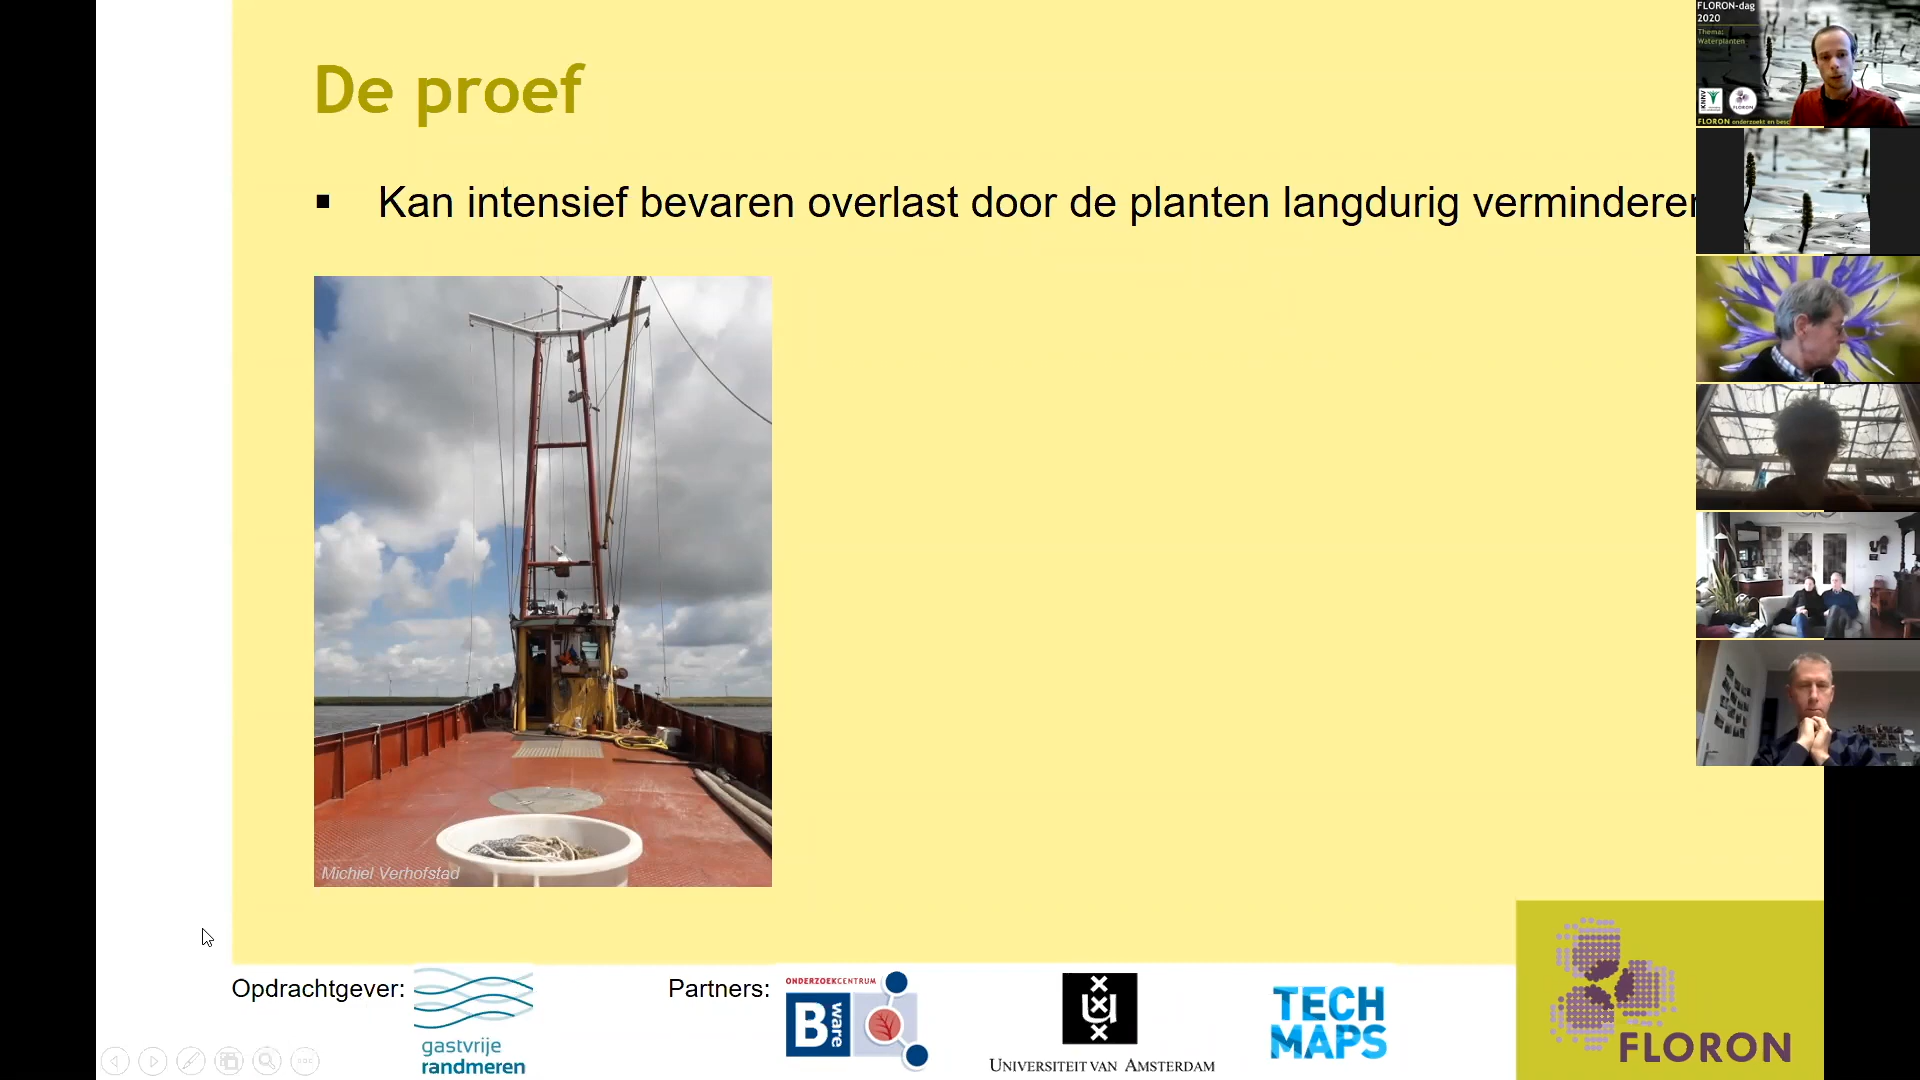 De proef
▪ Kan intensief bevaren overlast door de planten langdurig verminderen
Michiel Verhofstad
Opdrachtgever:
gastvrije
randmeren
Partners:
ONDERZOEKCENTRUM
B
ware
UNIVERSITEIT VAN AMSTERDAM
TECH
MAPS
FLORON
FLORON-dag
2020
Thema:
Waterplanten
KNNV
FLORON
FLORON onderzoekt en besc